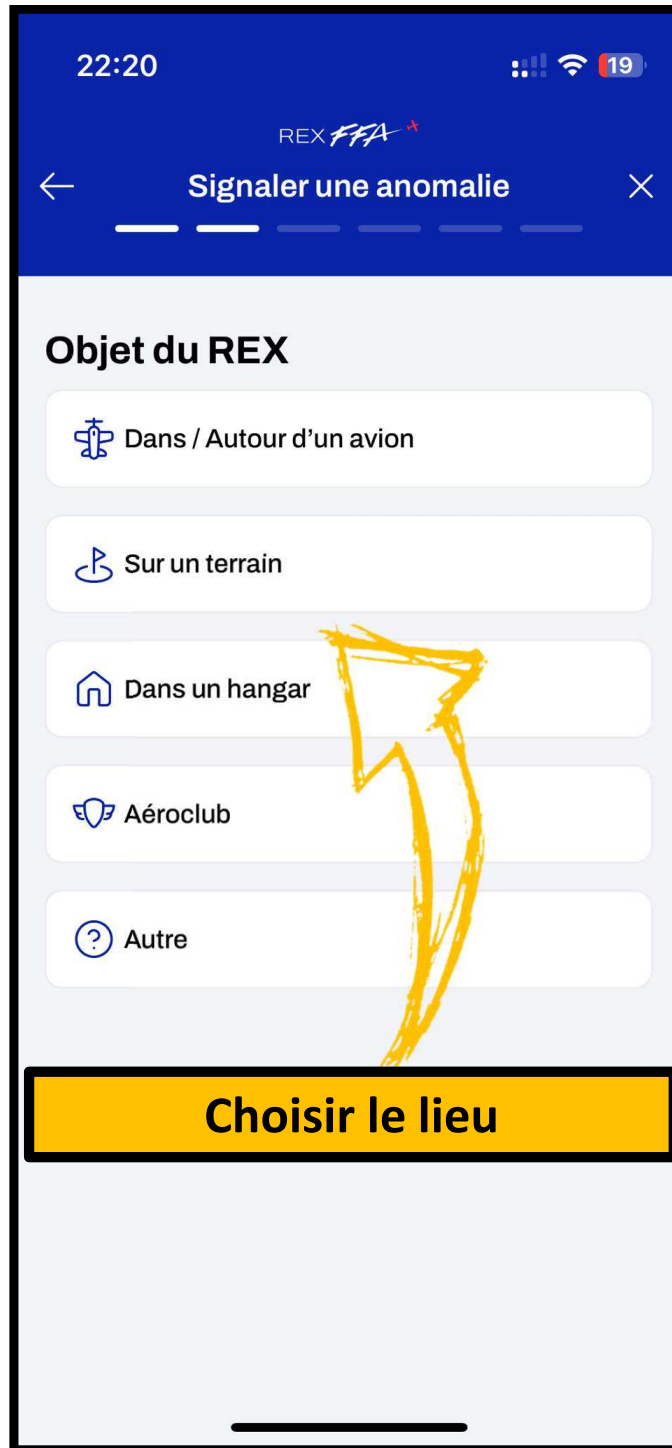 22:20
19
REX FFA
Signaler une anomalie
Objet du REX
Dans / Autour d'un avion
Sur un terrain
Dans un hangar
Aéroclub
? Autre
Choisir le lieu